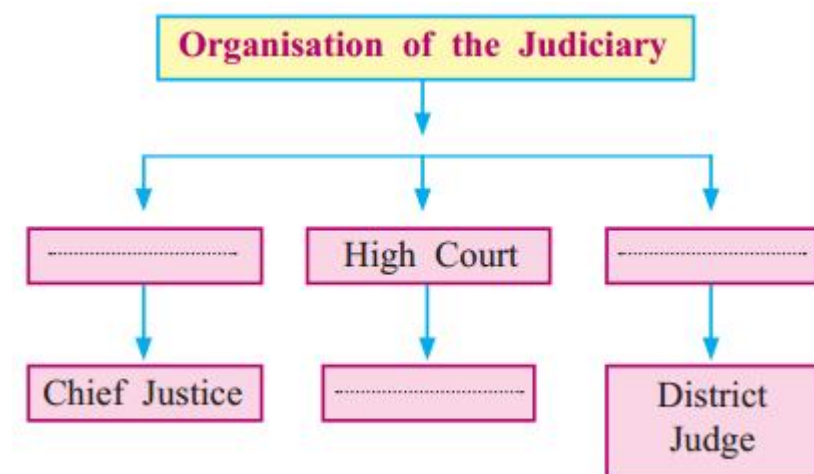 Organisation of the Judiciary
High Court
Chief Justice
District
Judge